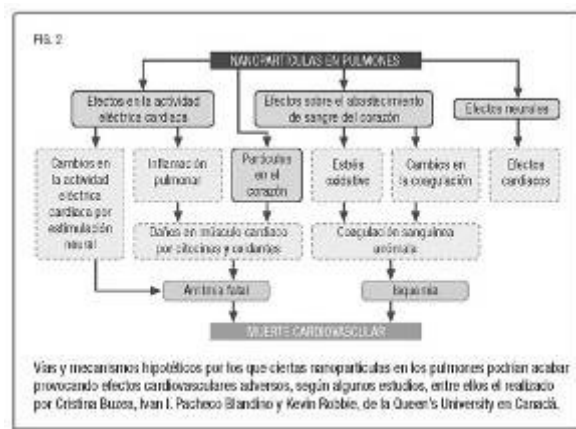 FIG. 2
NANOPARTÍCULAS EN PULMONES
Efectos en la actividad
eléctrica cardiaca
Efectos sobre el abastecimiento
de sangre del corazón
Efectos neurales
Cambios en
la actividad
eléctrica
cardiaca por
estimulación
neural
Inflamación
pulmonar
Partículas
en el
corazón
Estrés
oxidativo
Cambios en
la coagulación
Efectos
cardiacos
Daños en músculo cardiaco
por citocinas y oxidantes
Coagulación sanguínea
anómala
Arritmia fatal
Isquemia
MUERTE CARDIOVASCULAR
Vías y mecanismos hipotéticos por los que ciertas nanopartículas en los pulmones podrían acabar
provocando efectos cardiovasculares adversos, según algunos estudios, entre ellos el realizado
por Cristina Buzea, Ivan I. Pacheco Blandino y Kevin Robbie, de la Queen's University en Canadá.